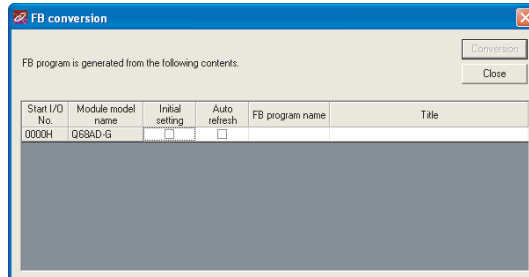 FB conversion
Conversion
FB program is generated from the following contents.
Close
Start I/O No. Module model name Initial setting Auto refresh FB program name Title
0000H Q68AD-G